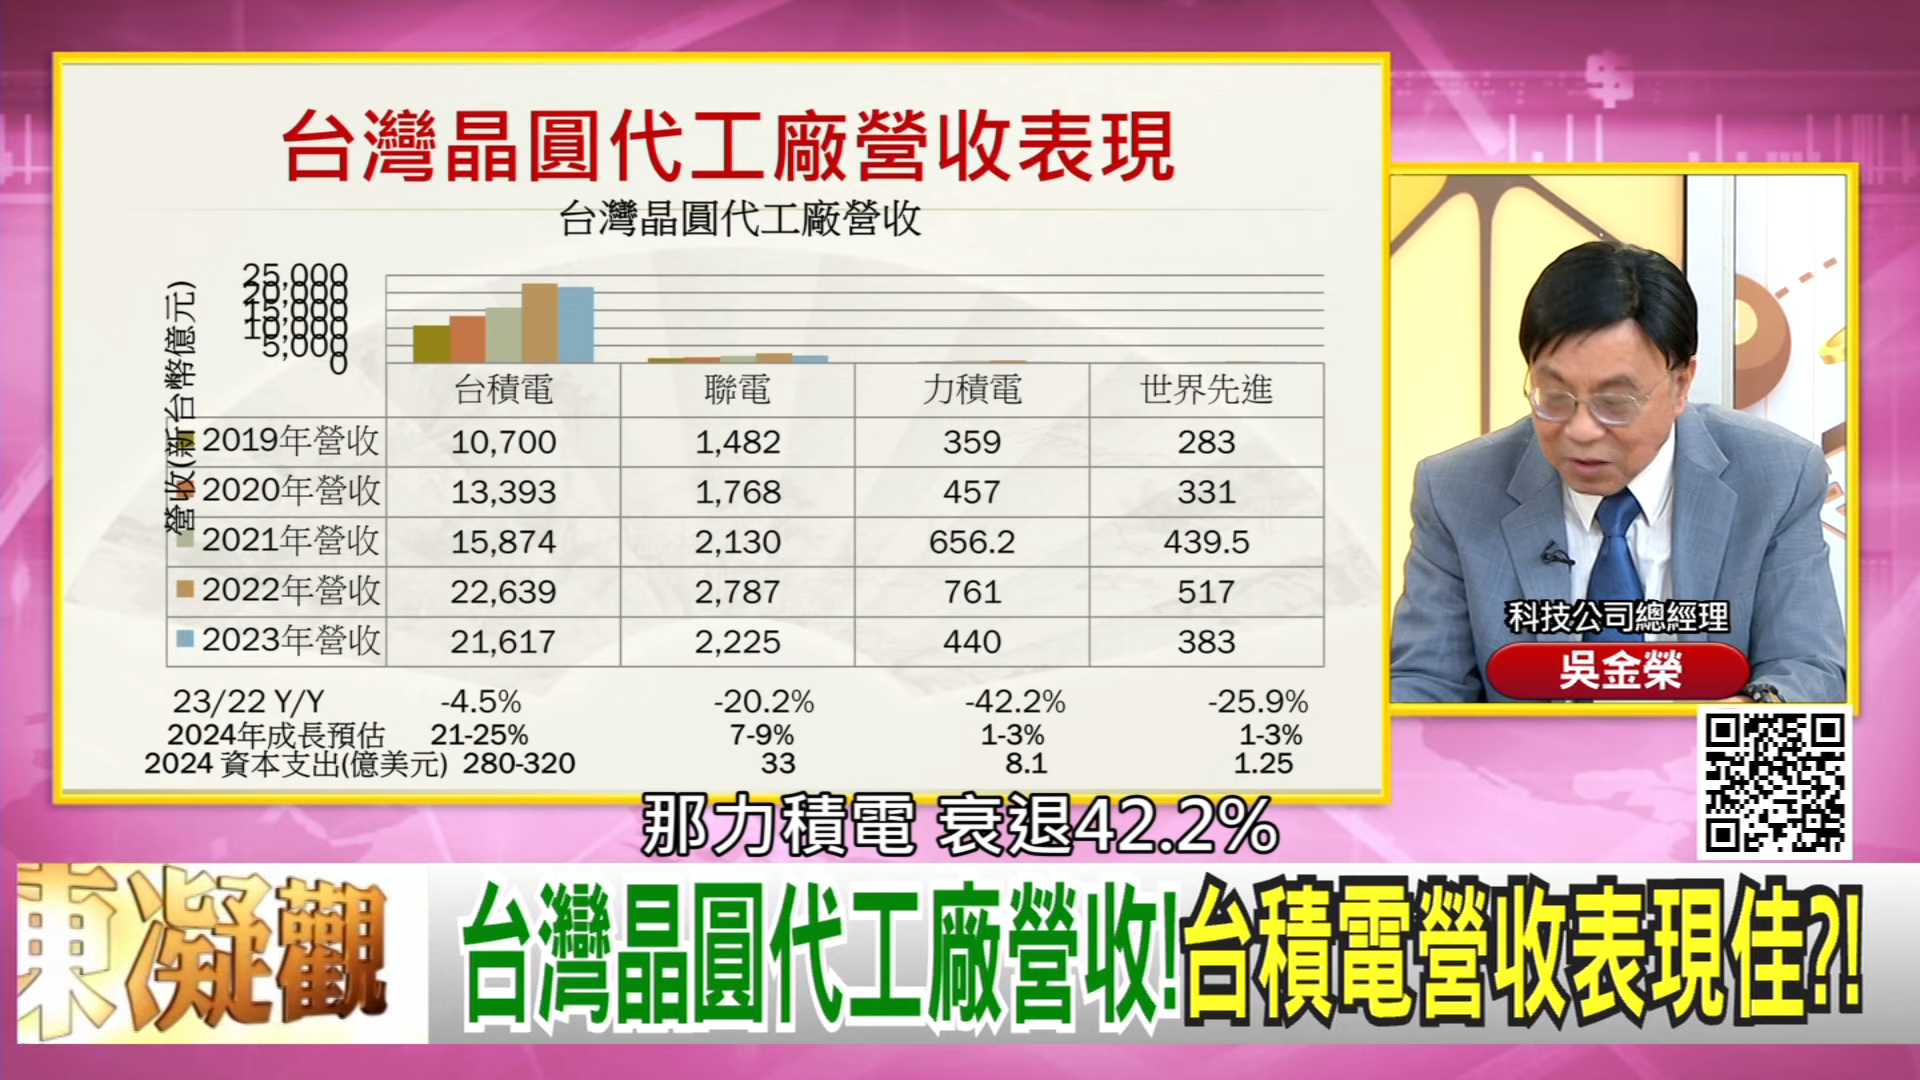 台灣晶圓代工廠營收表現
台灣晶圓代工廠營收
營收(新台幣億元)
25,000
20,000
15,000
10,000
5,000
0
台積電 聯電 力積電 世界先進
2019年營收 10,700 1,482 359 283
2020年營收 13,393 1,768 457 331
2021年營收 15,874 2,130 656.2 439.5
2022年營收 22,639 2,787 761 517
2023年營收 21,617 2,225 440 383
23/22 Y/Y -4.5% -20.2% -42.2% -25.9%
2024年成長預估 21-25% 7-9% 1-3% 1-3%
2024 資本支出(億美元) 280-320 33 8.1 1.25
科技公司總經理
吳金榮
那力積電 衰退42.2%
東凝觀
台灣晶圓代工廠營收!台積電營收表現佳?!